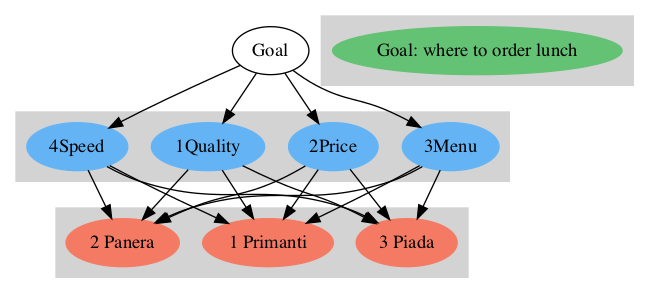 Goal
Goal: where to order lunch
4Speed
1Quality
2Price
3Menu
2 Panera
1 Primanti
3 Piada